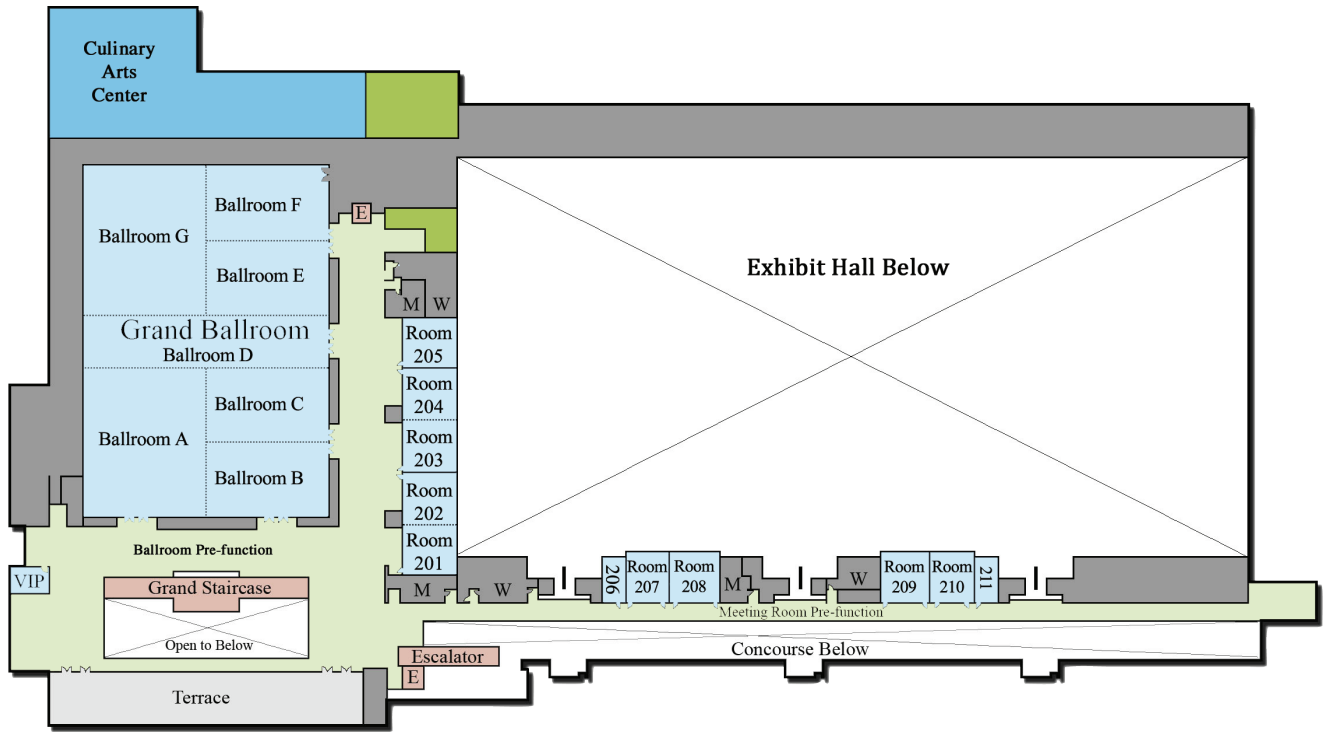 Culinary
Arts
Center
Ballroom F
Ballroom G
E
Ballroom E
Exhibit Hall Below
M
W
Grand Ballroom
Ballroom D
Room
205
Room
204
Ballroom C
Ballroom A
Room
203
Ballroom B
Room
202
Room
201
Ballroom Pre-function
VIP
Grand Staircase
Open to Below
M
W
206
Room
207
Room
208
M
W
Room
209
Room
210
211
Meeting Room Pre-function
Concourse Below
Escalator
E
Terrace